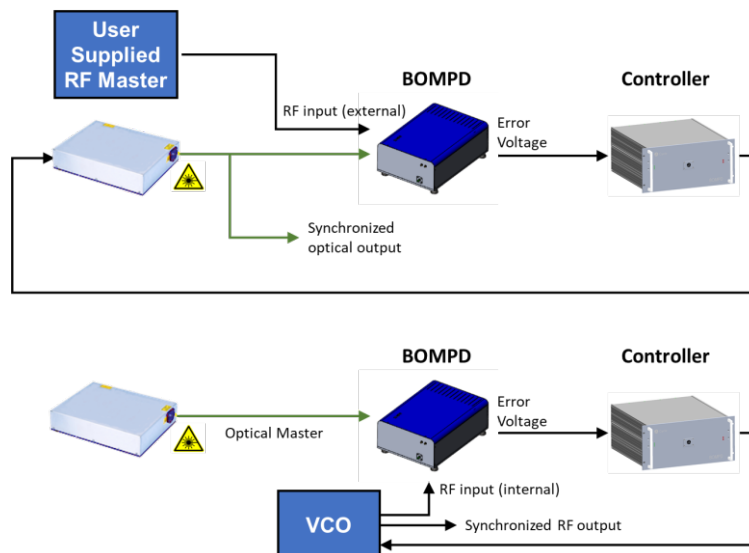 User
Supplied
RF Master
BOMPD
Controller
RF input (external)
Error
Voltage
Synchronized
optical output
BOMPD
Controller
Error
Voltage
Optical Master
RF input (internal)
VCO
Synchronized RF output